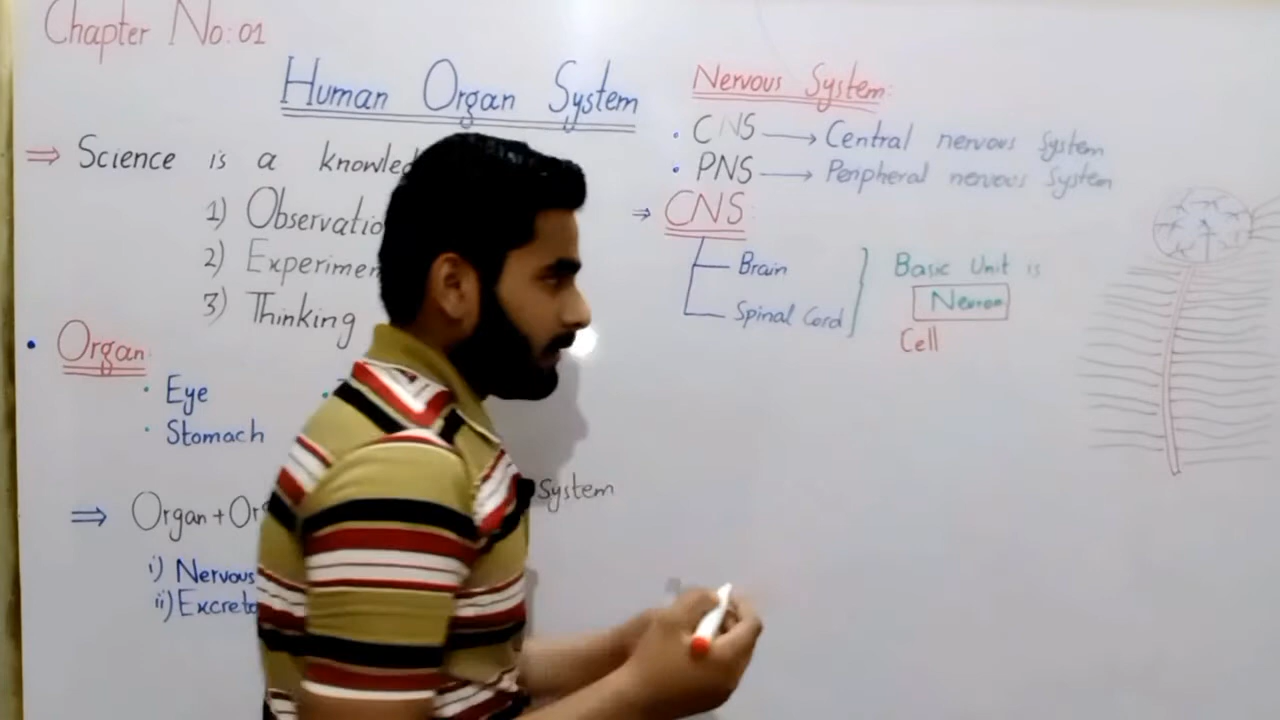 Chapter No:01
Human Organ System
⇒ Science is a
1) Observatio
2) Experimen
3) Thinking
• Organ:
• Eye
• Stomach
⇒ Organ + Or
System
i) Nervous
ii) Excreto
Nervous System:
• CNS → Central nervous System
• PNS → Peripheral nervous System
⇒ CNS:
Brain
Spinal Cord
Basic Unit is
Neuron
Cell